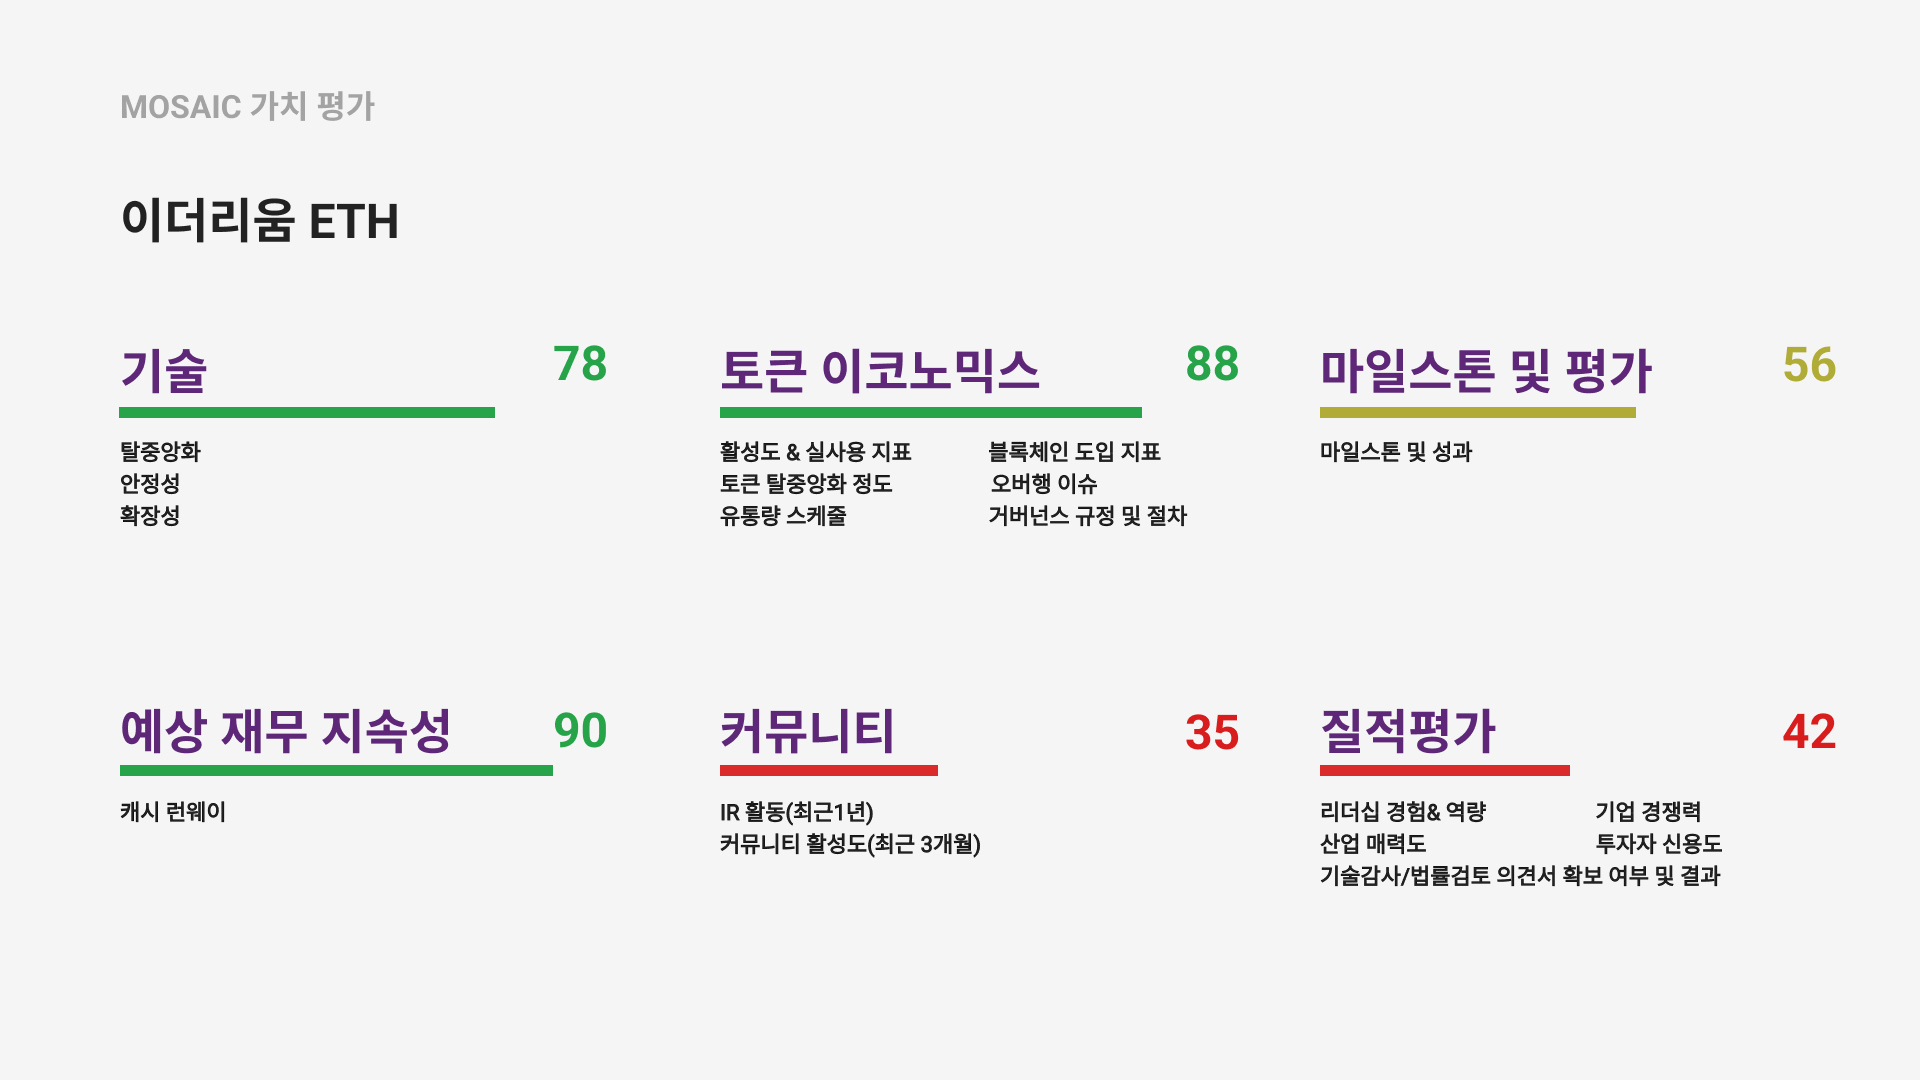 MOSAIC 가치 평가
이더리움 ETH
기술 78
탈중앙화
안정성
확장성
토큰 이코노믹스 88
활성도 & 실사용 지표 블록체인 도입 지표
토큰 탈중앙화 정도 오버행 이슈
유통량 스케줄 거버넌스 규정 및 절차
마일스톤 및 평가 56
마일스톤 및 성과
예상 재무 지속성 90
캐시 런웨이
커뮤니티 35
IR 활동(최근1년)
커뮤니티 활성도(최근 3개월)
질적평가 42
리더십 경험& 역량 기업 경쟁력
산업 매력도 투자자 신용도
기술감사/법률검토 의견서 확보 여부 및 결과